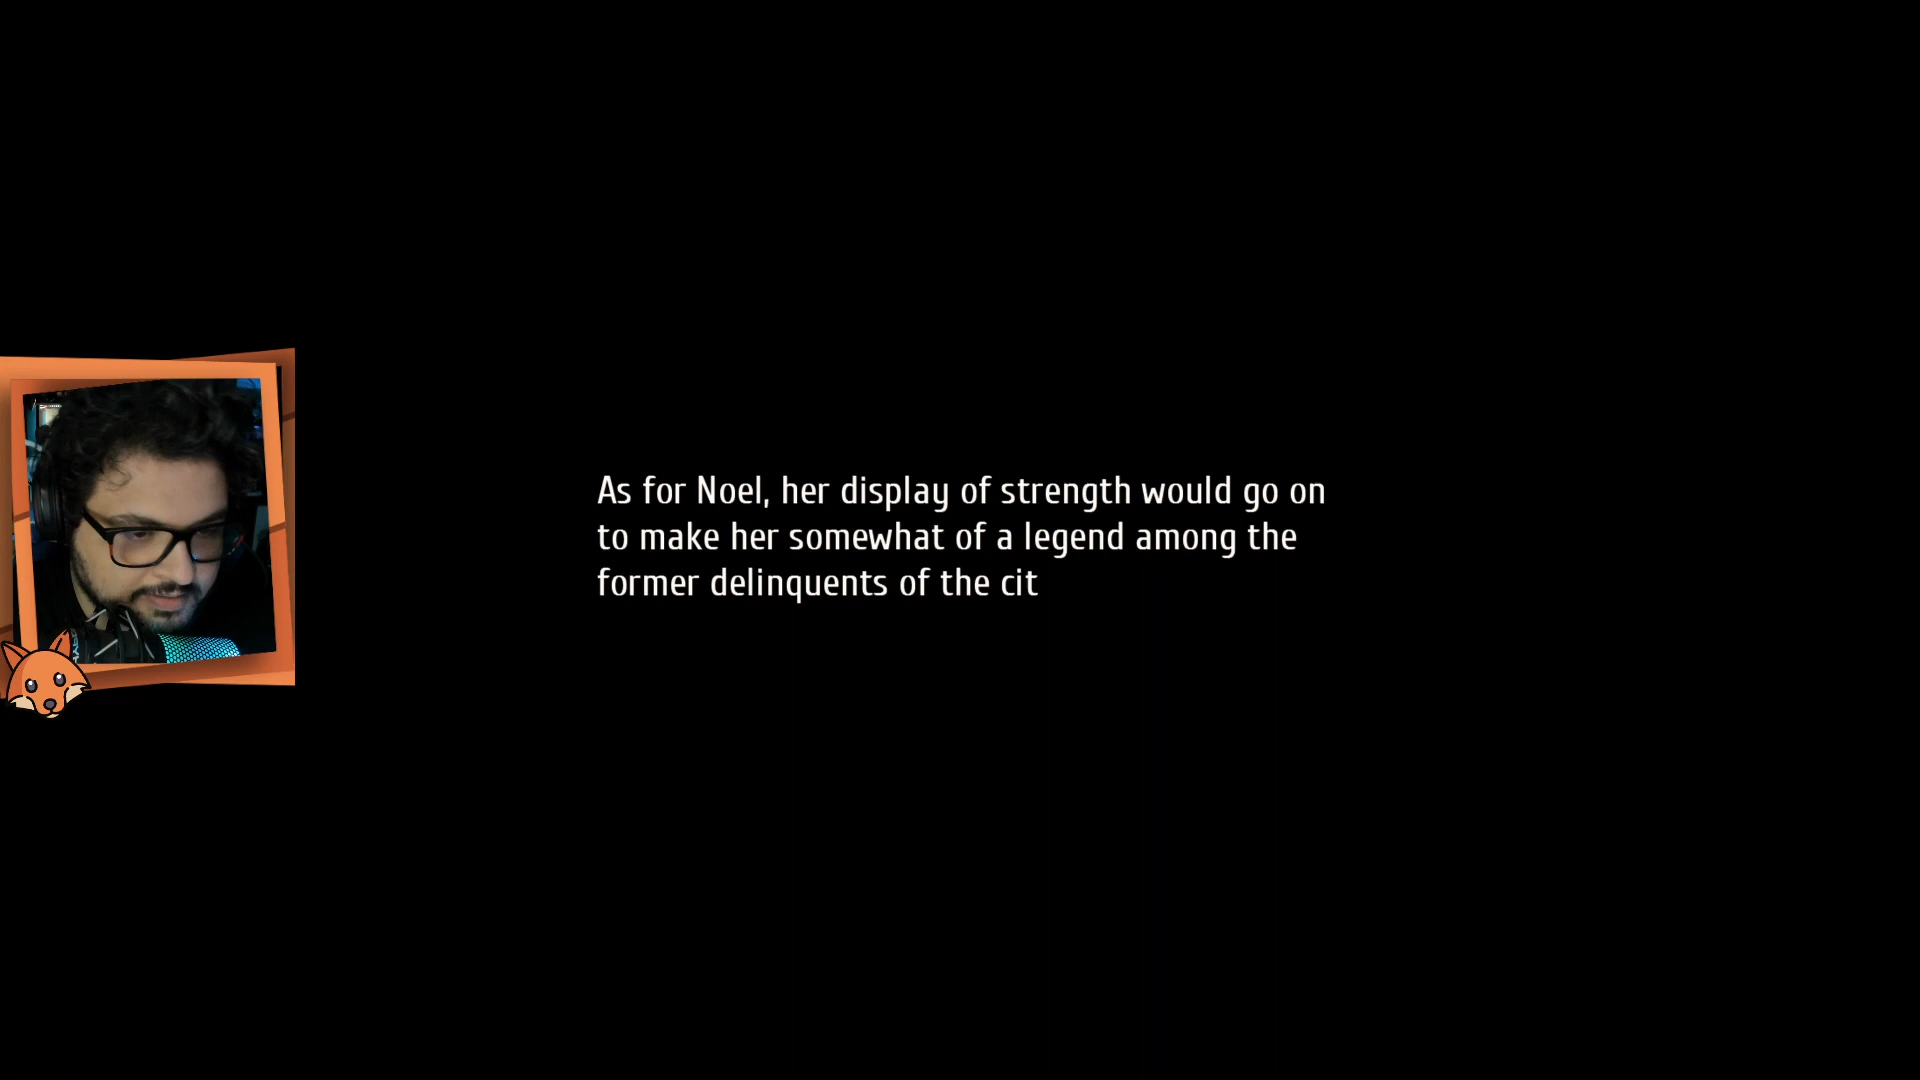 As for Noel, her display of strength would go on
to make her somewhat of a legend among the
former delinquents of the cit